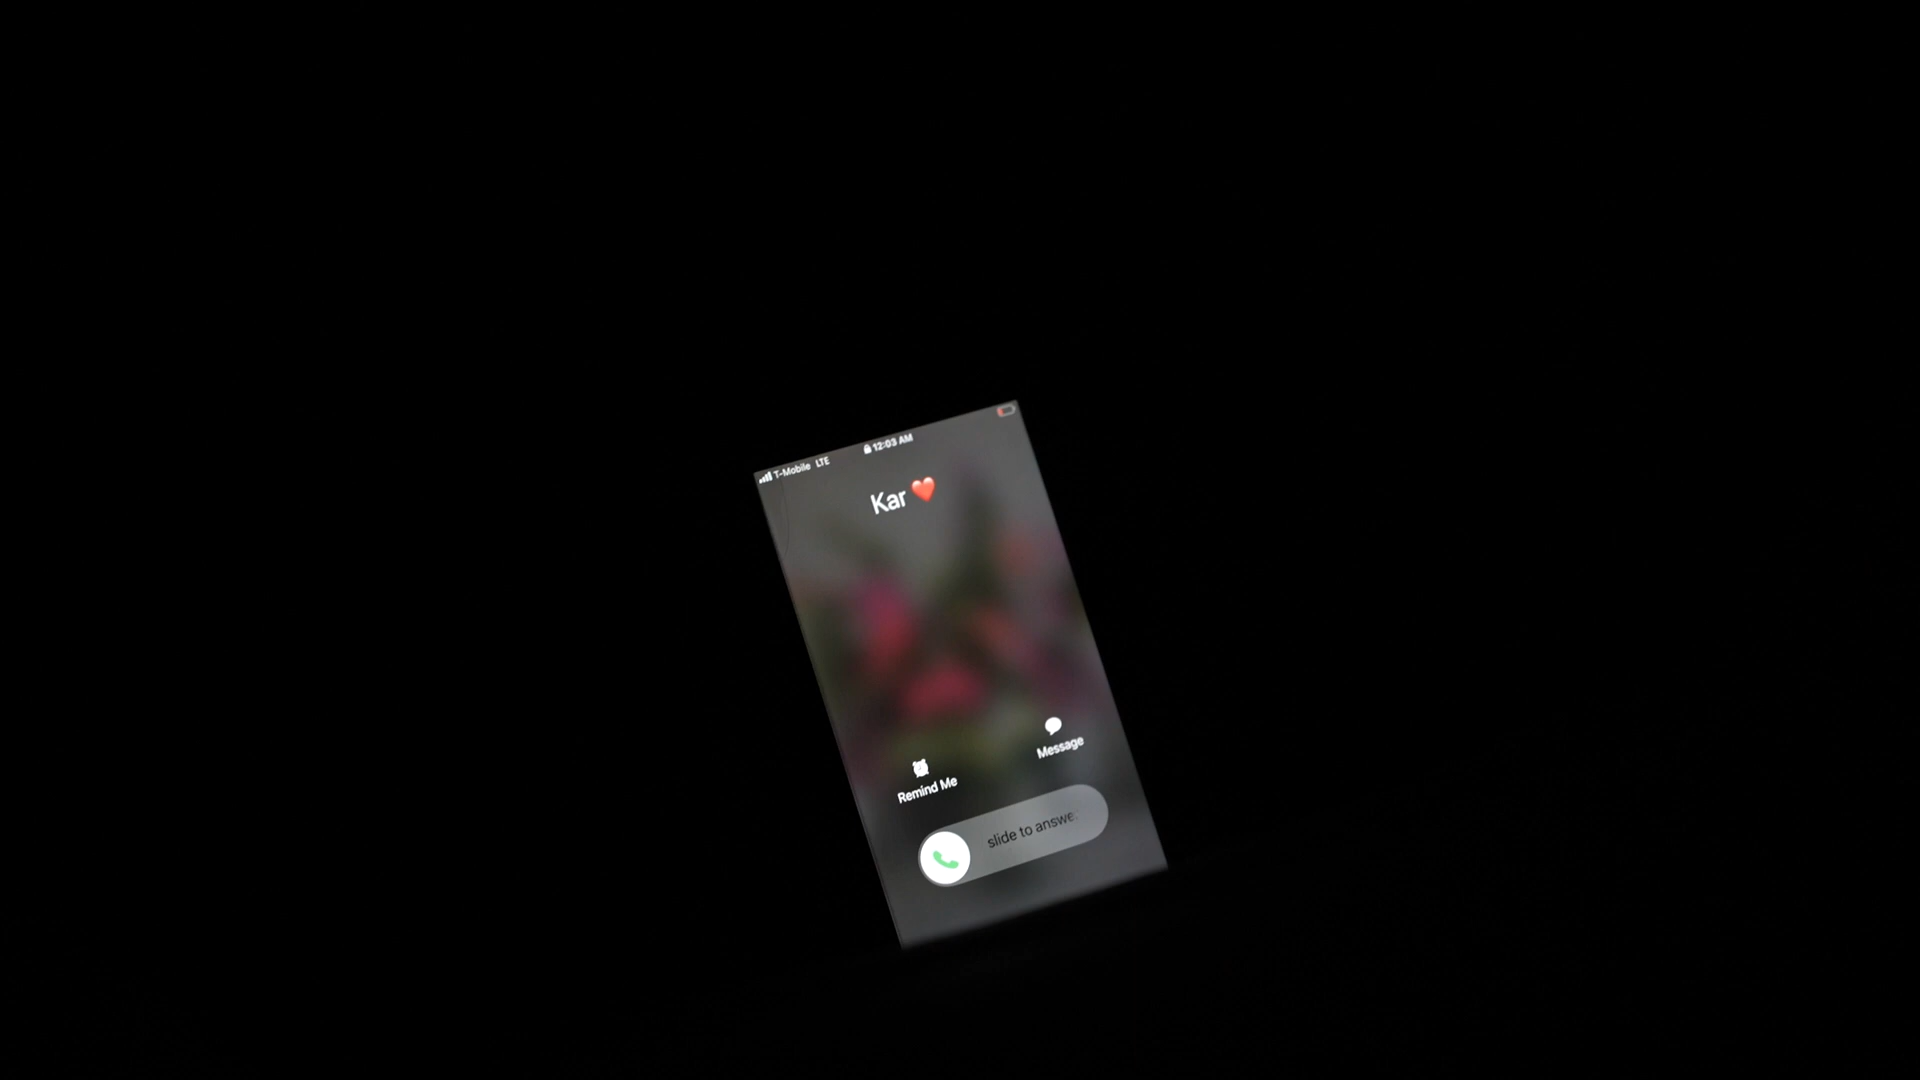 T-Mobile LTE 12:03 AM
Kar ❤️
Remind Me
Message
slide to answe